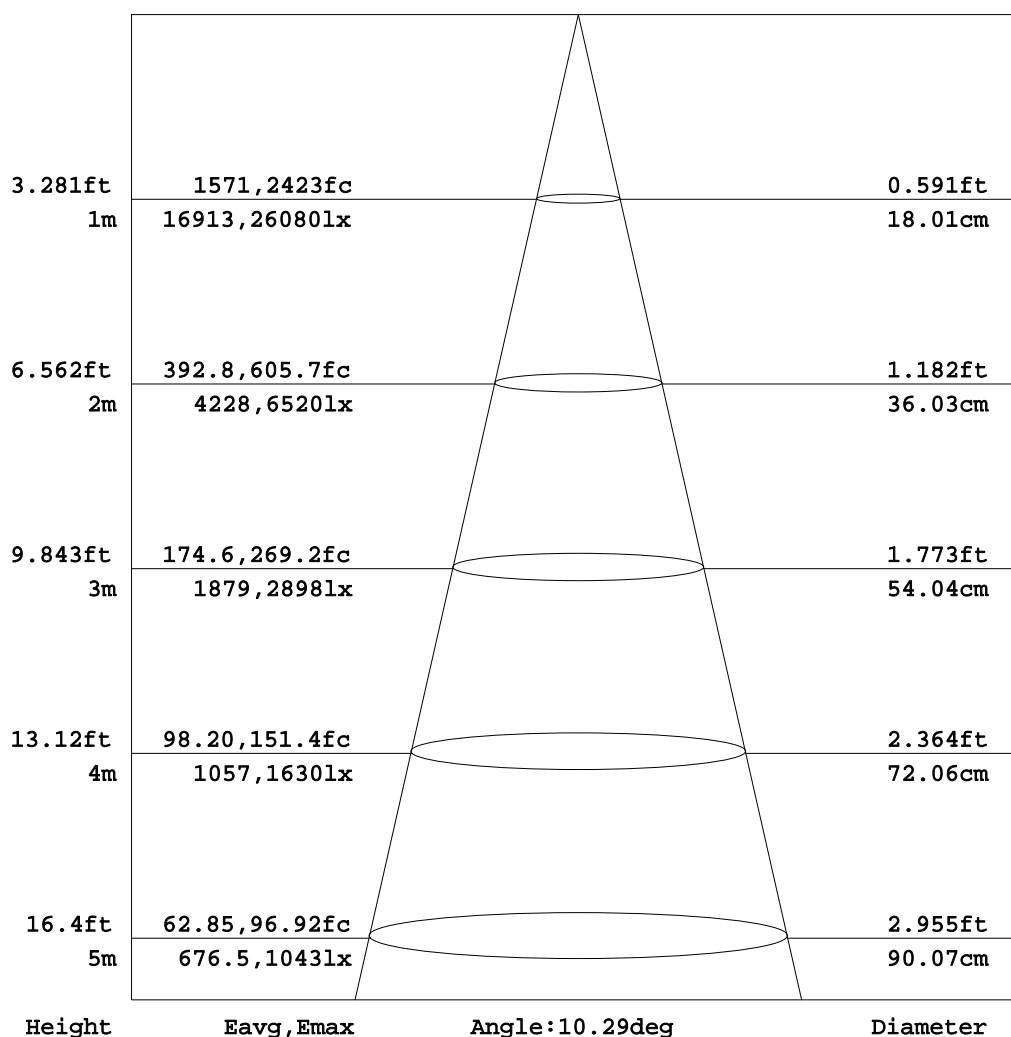 3.281ft 1571,2423fc 0.591ft
1m 16913,26080lx 18.01cm
6.562ft 392.8,605.7fc 1.182ft
2m 4228,6520lx 36.03cm
9.843ft 174.6,269.2fc 1.773ft
3m 1879,2898lx 54.04cm
13.12ft 98.20,151.4fc 2.364ft
4m 1057,1630lx 72.06cm
16.4ft 62.85,96.92fc 2.955ft
5m 676.5,1043lx 90.07cm
Height Eavg,Emax Angle:10.29deg Diameter